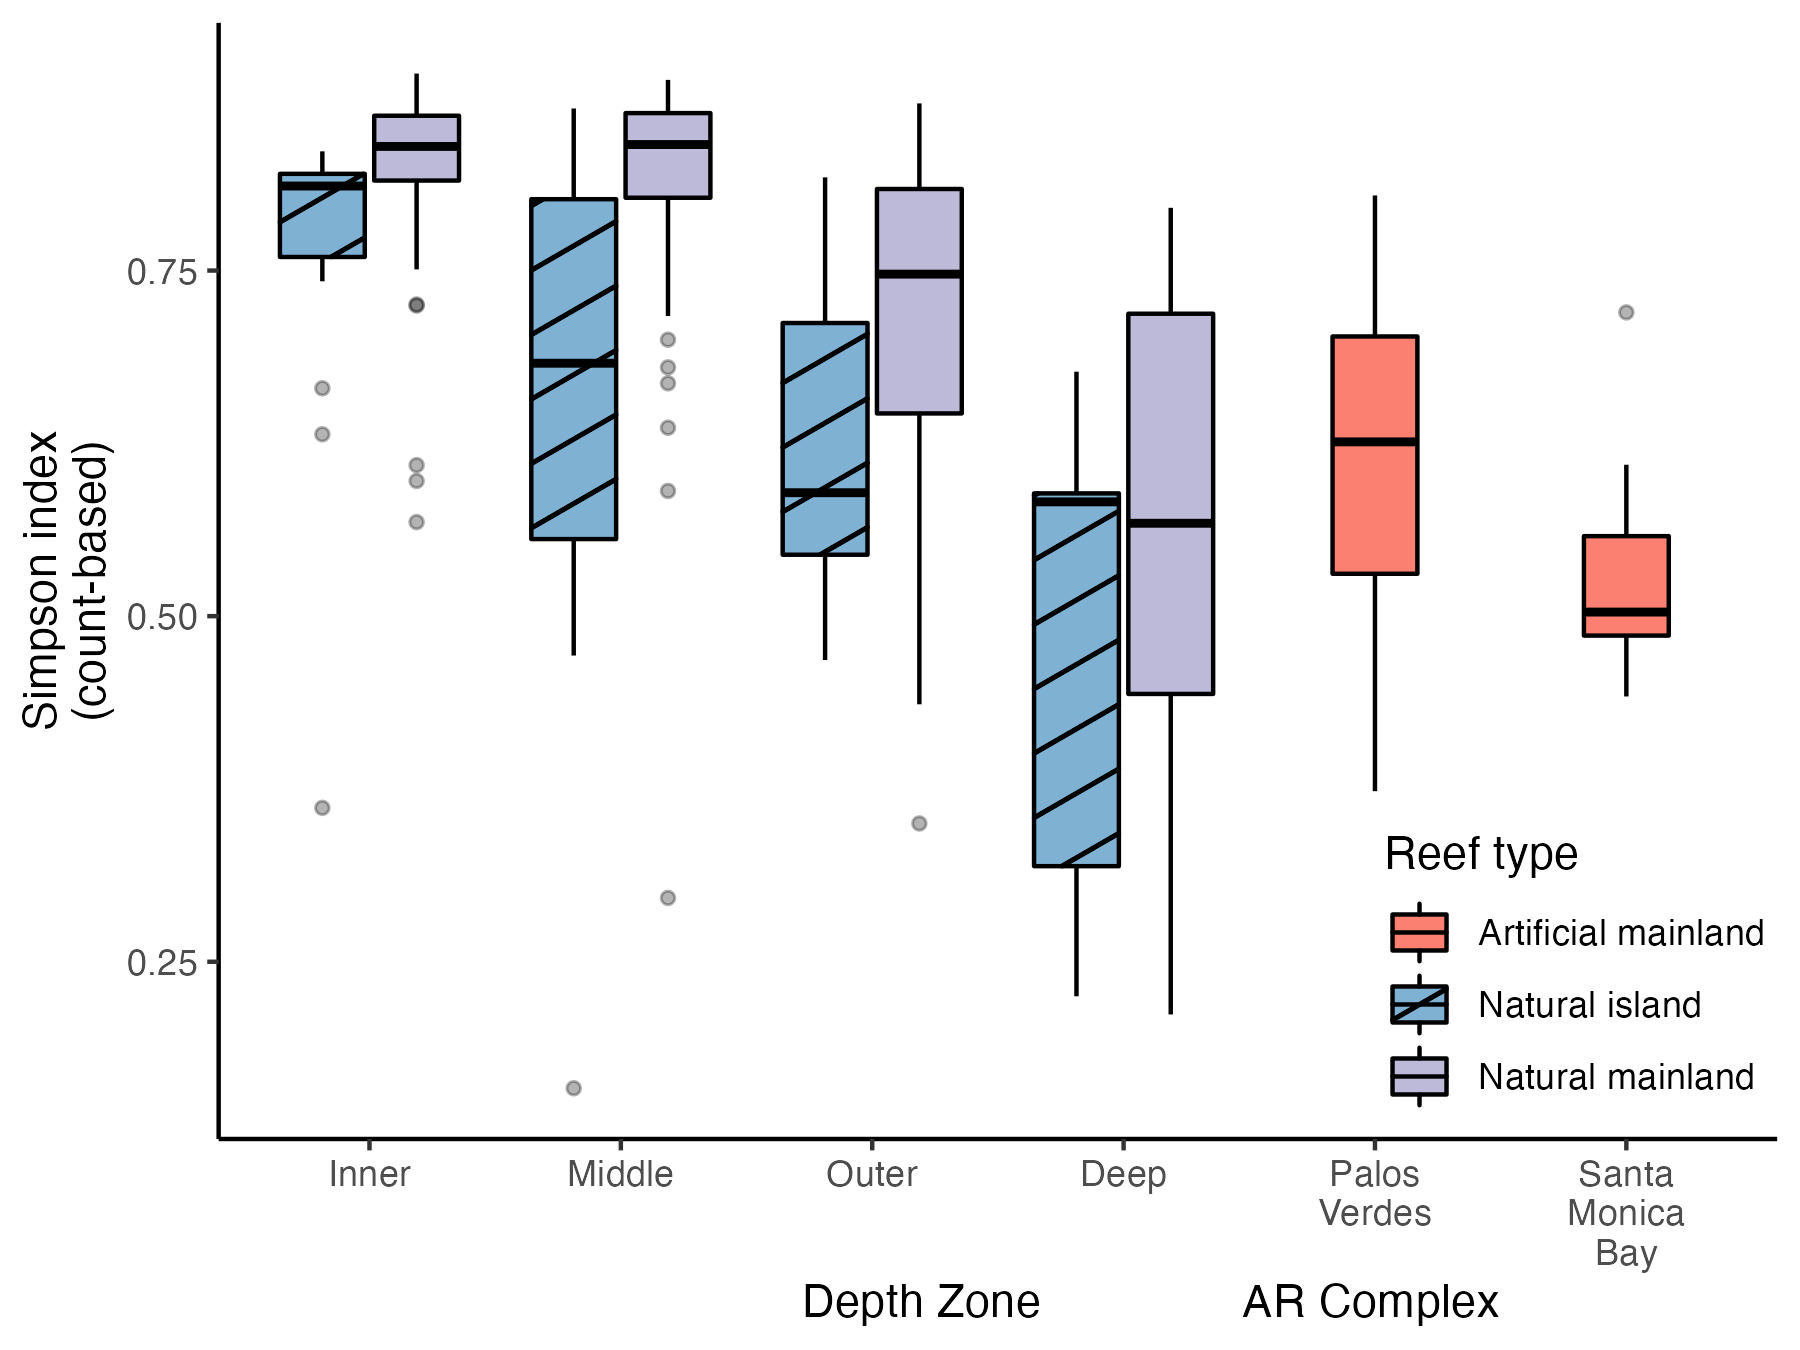 Simpson index
(count-based)
0.75
0.50
0.25
Inner
Middle
Outer
Deep
Palos
Verdes
Santa
Monica
Bay
Depth Zone
AR Complex
Reef type
Artificial mainland
Natural island
Natural mainland